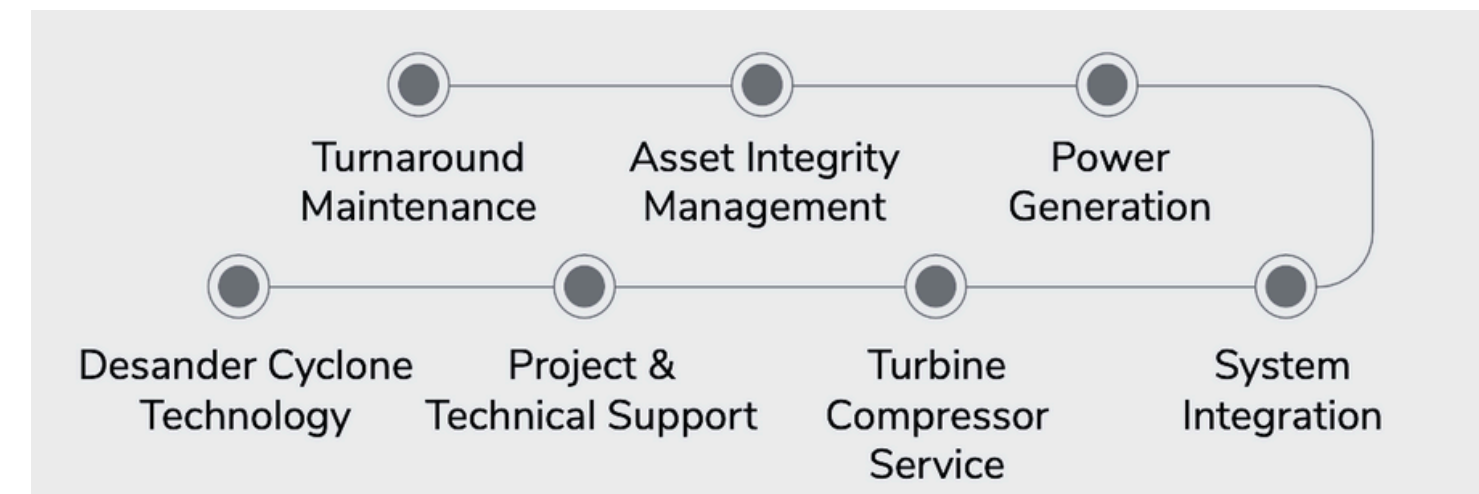 Turnaround
Maintenance
Asset Integrity
Management
Power
Generation
Desander Cyclone
Technology
Project &
Technical Support
Turbine
Compressor
Service
System
Integration